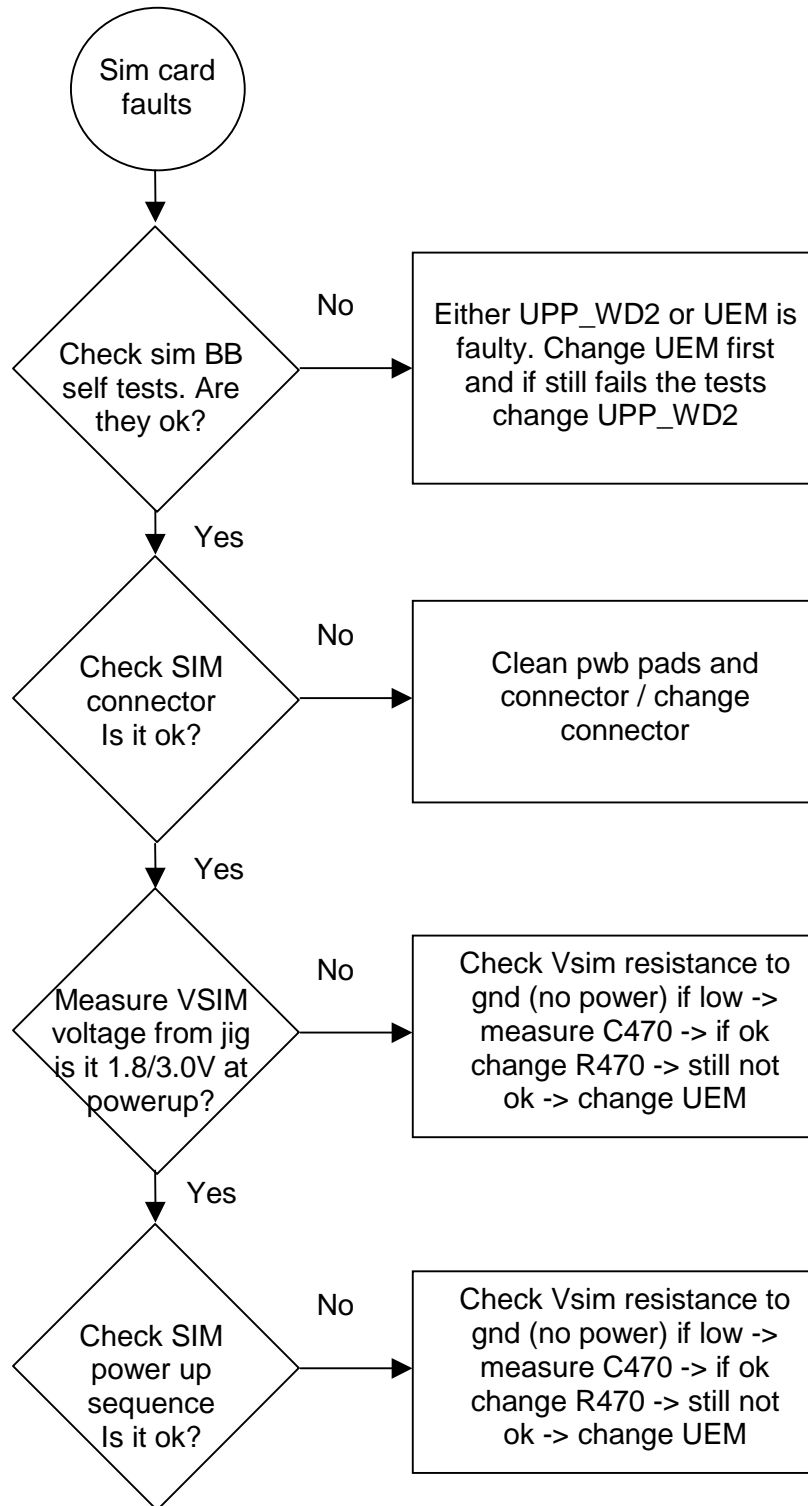 Sim card
faults
Check sim BB
self tests. Are
they ok?
No
Either UPP_WD2 or UEM is
faulty. Change UEM first
and if still fails the tests
change UPP_WD2
Yes
Check SIM
connector
Is it ok?
No
Clean pwb pads and
connector / change
connector
Yes
Measure VSIM
voltage from jig
is it 1.8/3.0V at
powerup?
No
Check Vsim resistance to
gnd (no power) if low ->
measure C470 -> if ok
change R470 -> still not
ok -> change UEM
Yes
Check SIM
power up
sequence
Is it ok?
No
Check Vsim resistance to
gnd (no power) if low ->
measure C470 -> if ok
change R470 -> still not
ok -> change UEM